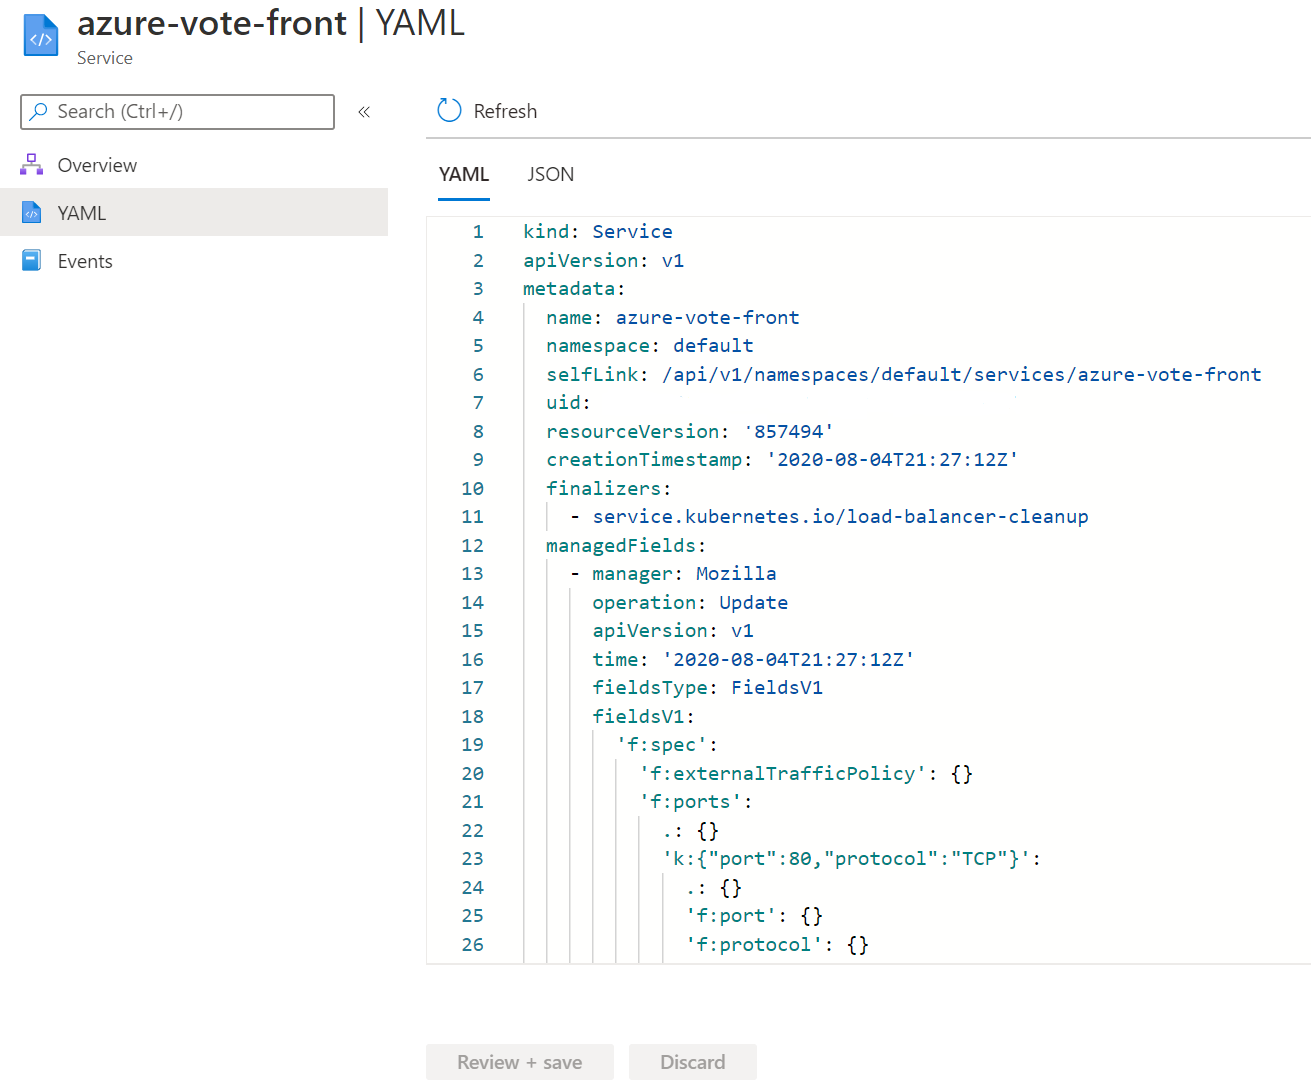 azure-vote-front | YAML
Service
Search (Ctrl+/)
«
Refresh
Overview
YAML
Events
YAML JSON
1 kind: Service
2 apiVersion: v1
3 metadata:
4 name: azure-vote-front
5 namespace: default
6 selfLink: /api/v1/namespaces/default/services/azure-vote-front
7 uid:
8 resourceVersion: '857494'
9 creationTimestamp: '2020-08-04T21:27:12Z'
10 finalizers:
11 - service.kubernetes.io/load-balancer-cleanup
12 managedFields:
13 - manager: Mozilla
14 operation: Update
15 apiVersion: v1
16 time: '2020-08-04T21:27:12Z'
17 fieldsType: FieldsV1
18 fieldsV1:
19 'f:spec':
20 'f:externalTrafficPolicy': {}
21 'f:ports':
22 .: {}
23 'k:{"port":80,"protocol":"TCP"}':
24 .: {}
25 'f:port': {}
26 'f:protocol': {}
Review + save
Discard